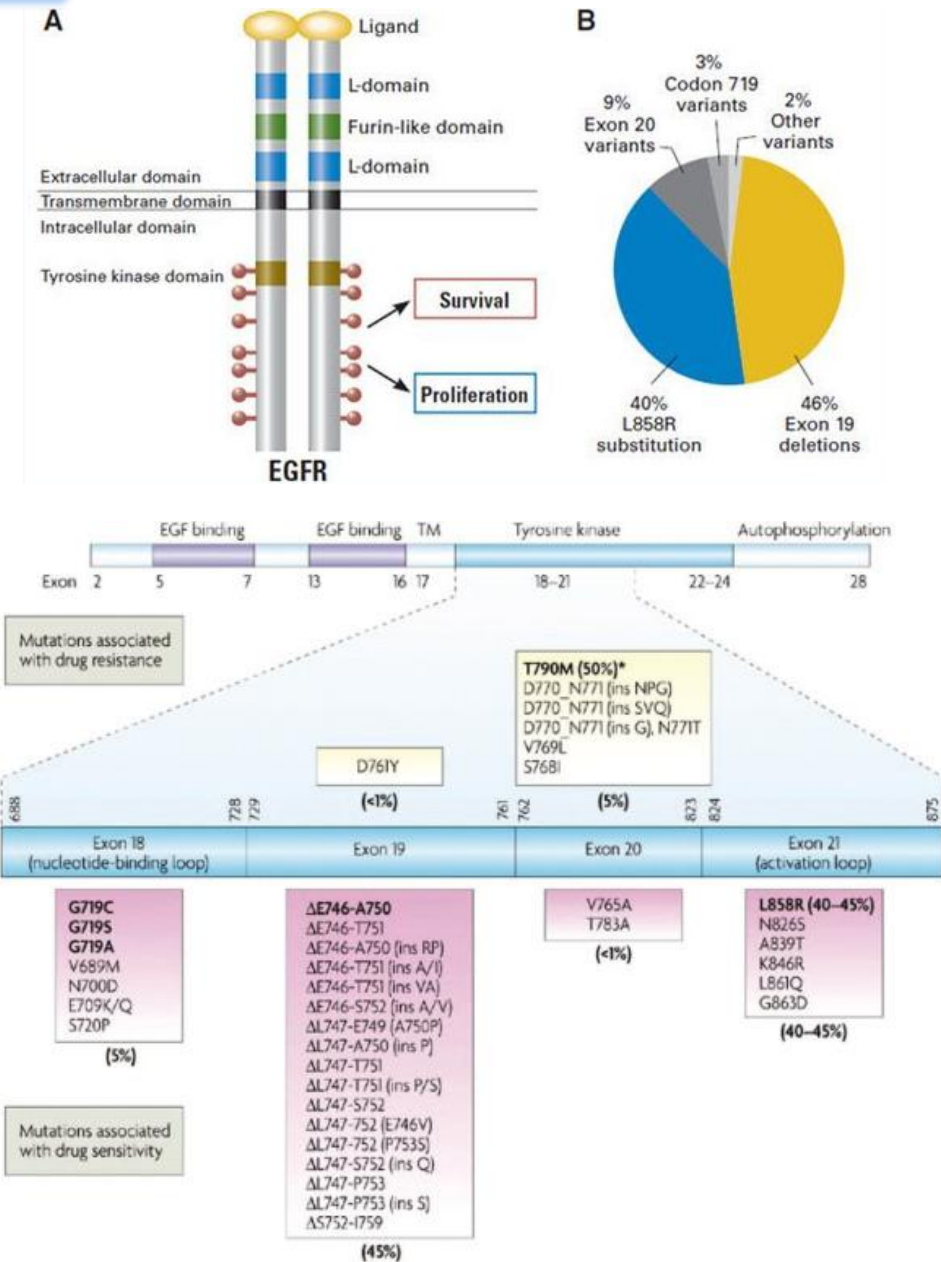 A
Ligand
L-domain
Furin-like domain
L-domain
Extracellular domain
Transmembrane domain
Intracellular domain
Tyrosine kinase domain
Survival
Proliferation
EGFR
B
3%
Codon 719
variants
9%
Exon 20
variants
2%
Other
variants
40%
L858R
substitution
46%
Exon 19
deletions
EGF binding EGF binding TM Tyrosine kinase Autophosphorylation
Exon 2 5 7 13 16 17 18–21 22–24 28
Mutations associated
with drug resistance
T790M (50%)*
D770_N771 (ins NPG)
D770_N771 (ins SVQ)
D770_N771 (ins G), N771T
V769L
S768I
(5%)
D761Y
(<1%)
688 728 729 761 762 823 824 875
Exon 18
(nucleotide-binding loop)
Exon 19
Exon 20
Exon 21
(activation loop)
G719C
G719S
G719A
V689M
N700D
E709K/Q
S720P
(5%)
ΔE746-A750
ΔE746-T751
ΔE746-A750 (ins RP)
ΔE746-T751 (ins A/I)
ΔE746-T751 (ins VA)
ΔE746-S752 (ins A/V)
ΔL747-E749 (A750P)
ΔL747-A750 (ins P)
ΔL747-T751
ΔL747-T751 (ins P/S)
ΔL747-S752
ΔL747-752 (E746V)
ΔL747-752 (P753S)
ΔL747-S752 (ins Q)
ΔL747-P753
ΔL747-P753 (ins S)
ΔS752-I759
(45%)
V765A
T783A
(<1%)
L858R (40–45%)
N826S
A839T
K846R
L861Q
G863D
(40–45%)
Mutations associated
with drug sensitivity